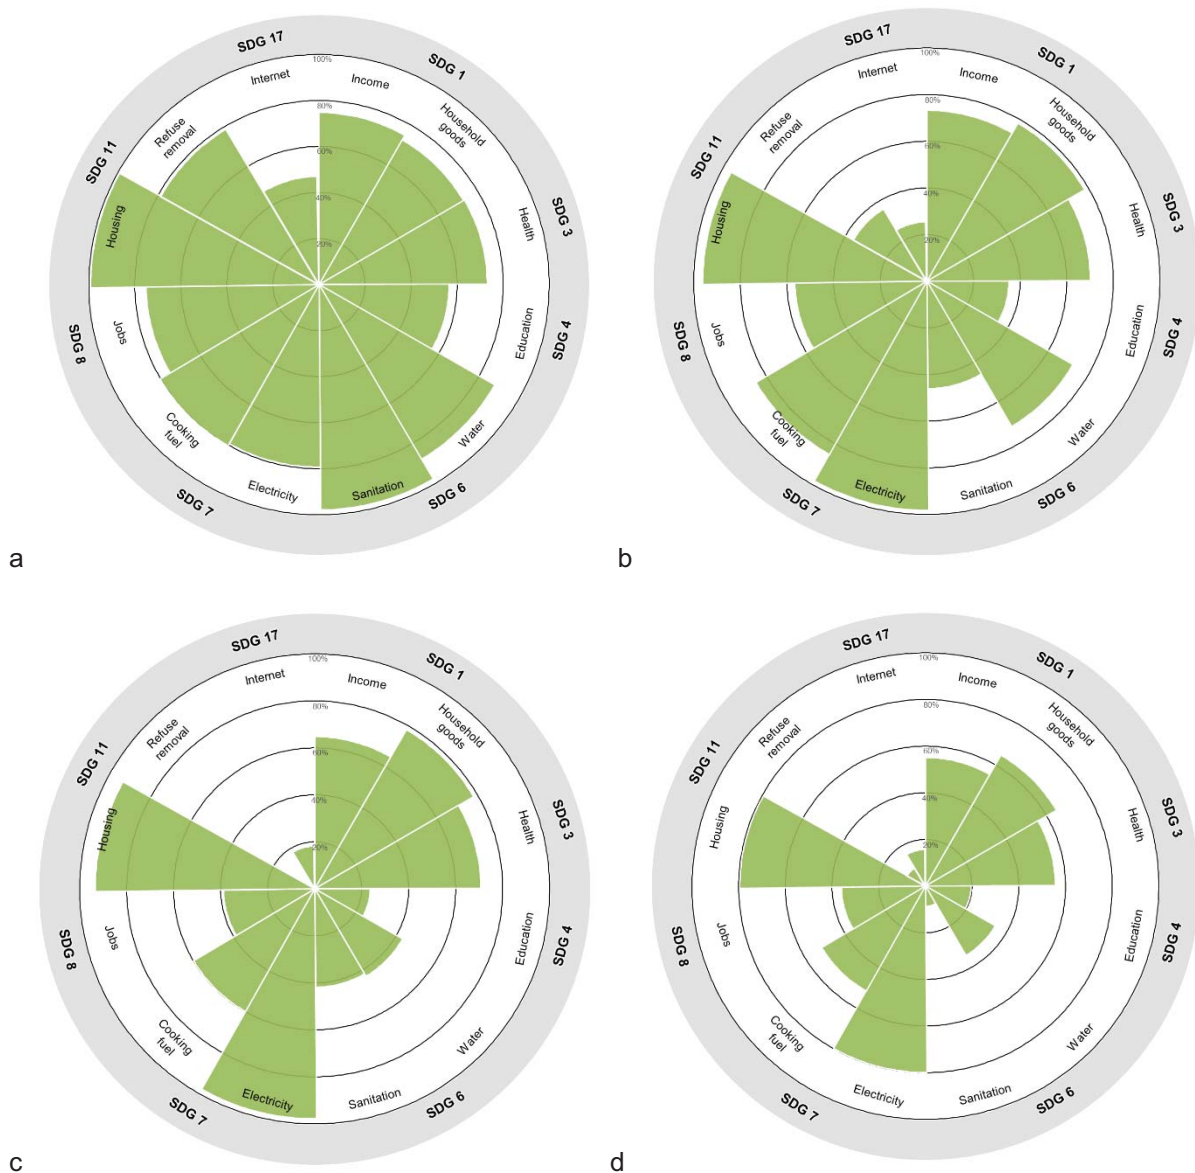 SDG 17
SDG 1
SDG 3
SDG 4
SDG 6
SDG 7
SDG 8
SDG 11
100%
80%
60%
40%
20%
Internet
Income
Household
goods
Health
Education
Water
Sanitation
Electricity
Cooking
fuel
Jobs
Housing
Refuse
removal
a
SDG 17
SDG 1
SDG 3
SDG 4
SDG 6
SDG 7
SDG 8
SDG 11
100%
80%
60%
40%
20%
Internet
Income
Household
goods
Health
Education
Water
Sanitation
Electricity
Cooking
fuel
Jobs
Housing
Refuse
removal
b
SDG 17
SDG 1
SDG 3
SDG 4
SDG 6
SDG 7
SDG 8
SDG 11
100%
80%
60%
40%
20%
Internet
Income
Household
goods
Health
Education
Water
Sanitation
Electricity
Cooking
fuel
Jobs
Housing
Refuse
removal
c
SDG 17
SDG 1
SDG 3
SDG 4
SDG 6
SDG 7
SDG 8
SDG 11
100%
80%
60%
40%
20%
Internet
Income
Household
goods
Health
Education
Water
Sanitation
Electricity
Cooking
fuel
Jobs
Housing
Refuse
removal
d